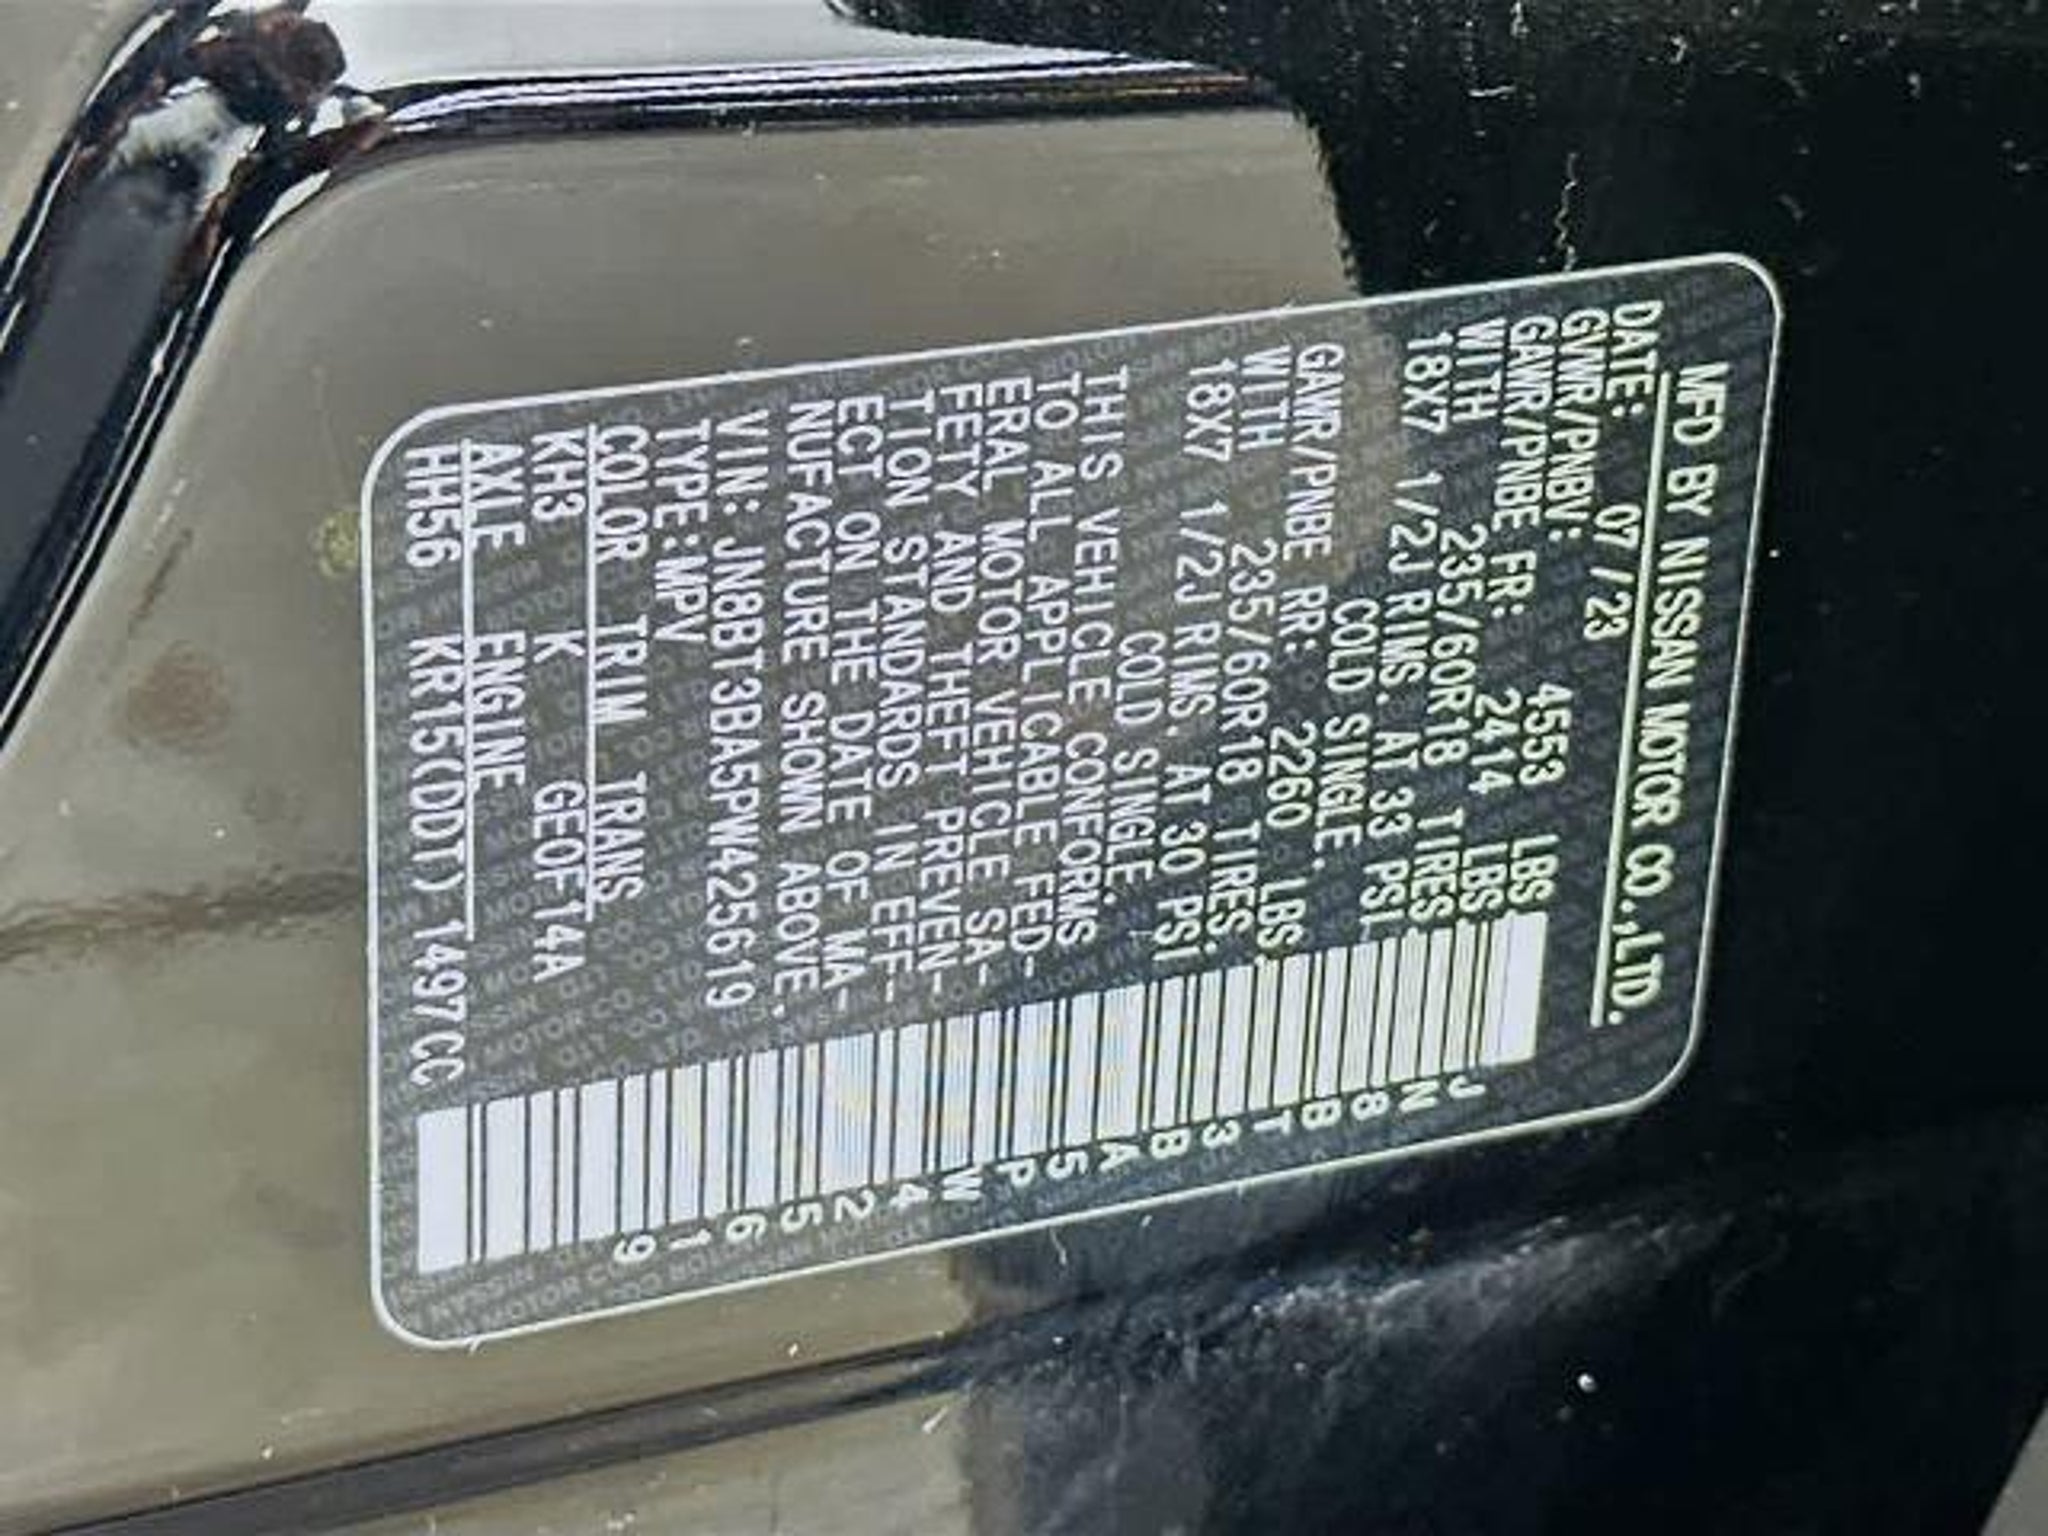 MFD BY NISSAN MOTOR CO.,LTD.
DATE: 07/23
GVWR/PNBV: 4553 LBS
GAWR/PNBE FR: 2414 LBS
WITH 235/60R18 TIRES
18X7 1/2J RIMS. AT 33 PSI
COLD SINGLE.
GAWR/PNBE RR: 2260 LBS
WITH 235/60R18 TIRES.
18X7 1/2J RIMS. AT 30 PSI
COLD SINGLE.
THIS VEHICLE CONFORMS
TO ALL APPLICABLE FED-
ERAL MOTOR VEHICLE SA-
FETY AND THEFT PREVEN-
TION STANDARDS IN EFF-
ECT ON THE DATE OF MA-
NUFACTURE SHOWN ABOVE.
VIN: JN8BT3BA5PW425619
TYPE:MPV
COLOR TRIM TRANS
KH3 K GEOF14A
AXLE ENGINE
HH56 KR15(DDT) 1497CC
JN8BT3BA5PW425619